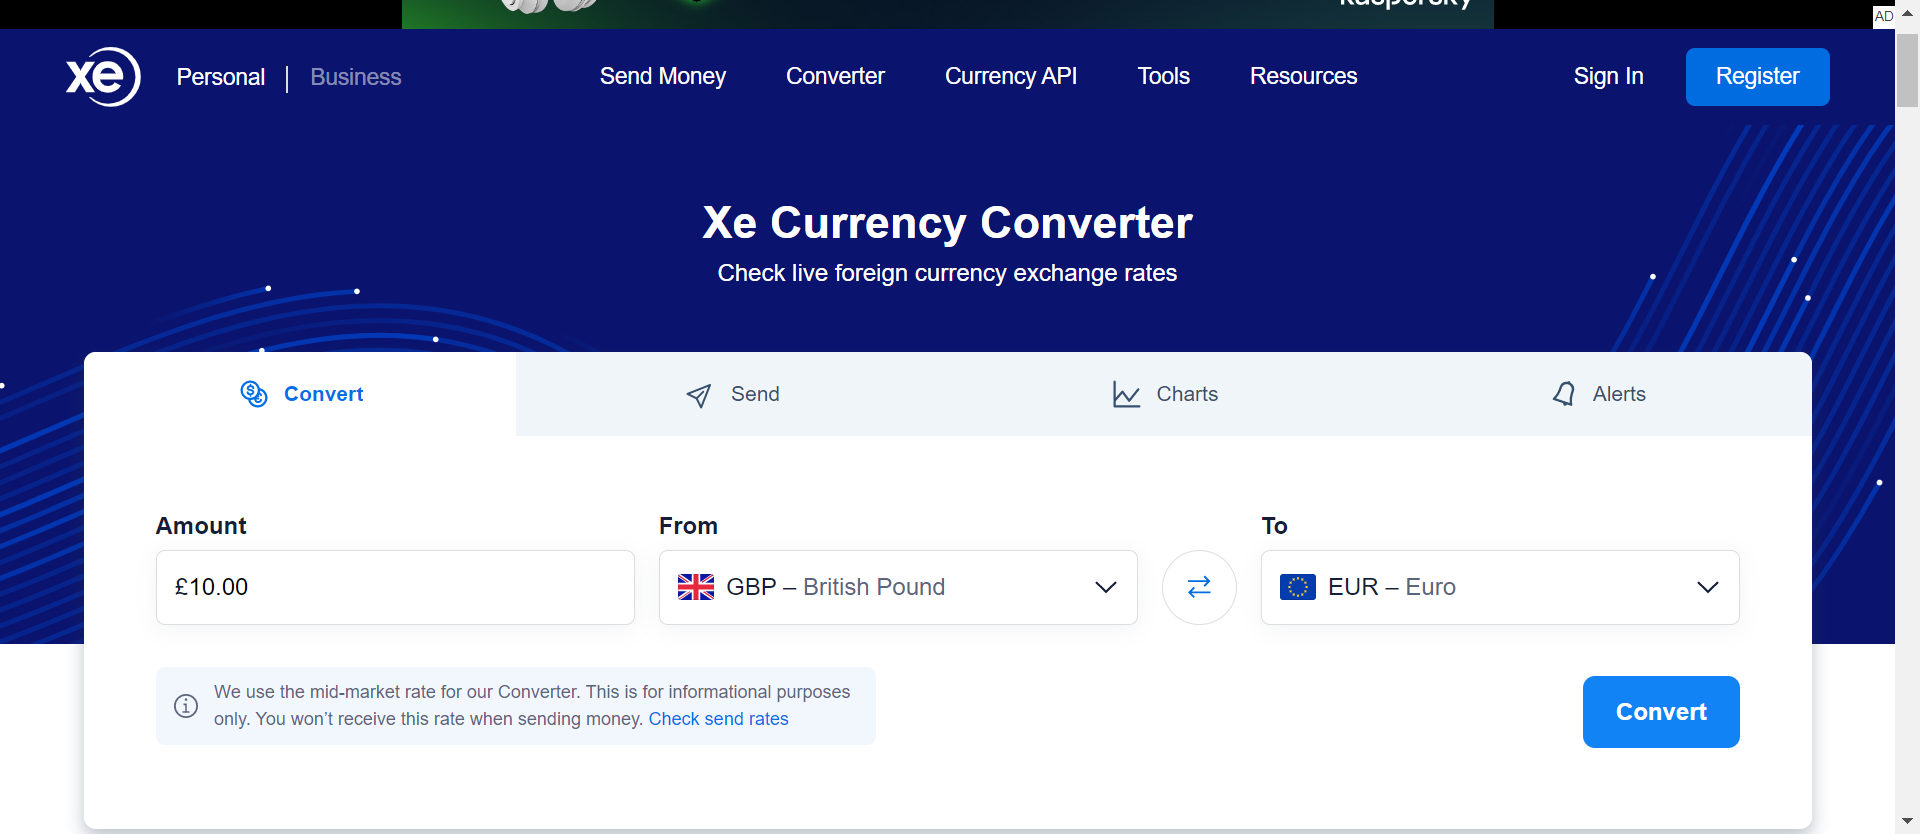 kaspersky
AD
xe
Personal | Business
Send Money
Converter
Currency API
Tools
Resources
Sign In
Register
Xe Currency Converter
Check live foreign currency exchange rates
Convert
Send
Charts
Alerts
Amount
£10.00
From
GBP – British Pound
To
EUR – Euro
We use the mid-market rate for our Converter. This is for informational purposes
only. You won’t receive this rate when sending money. Check send rates
Convert